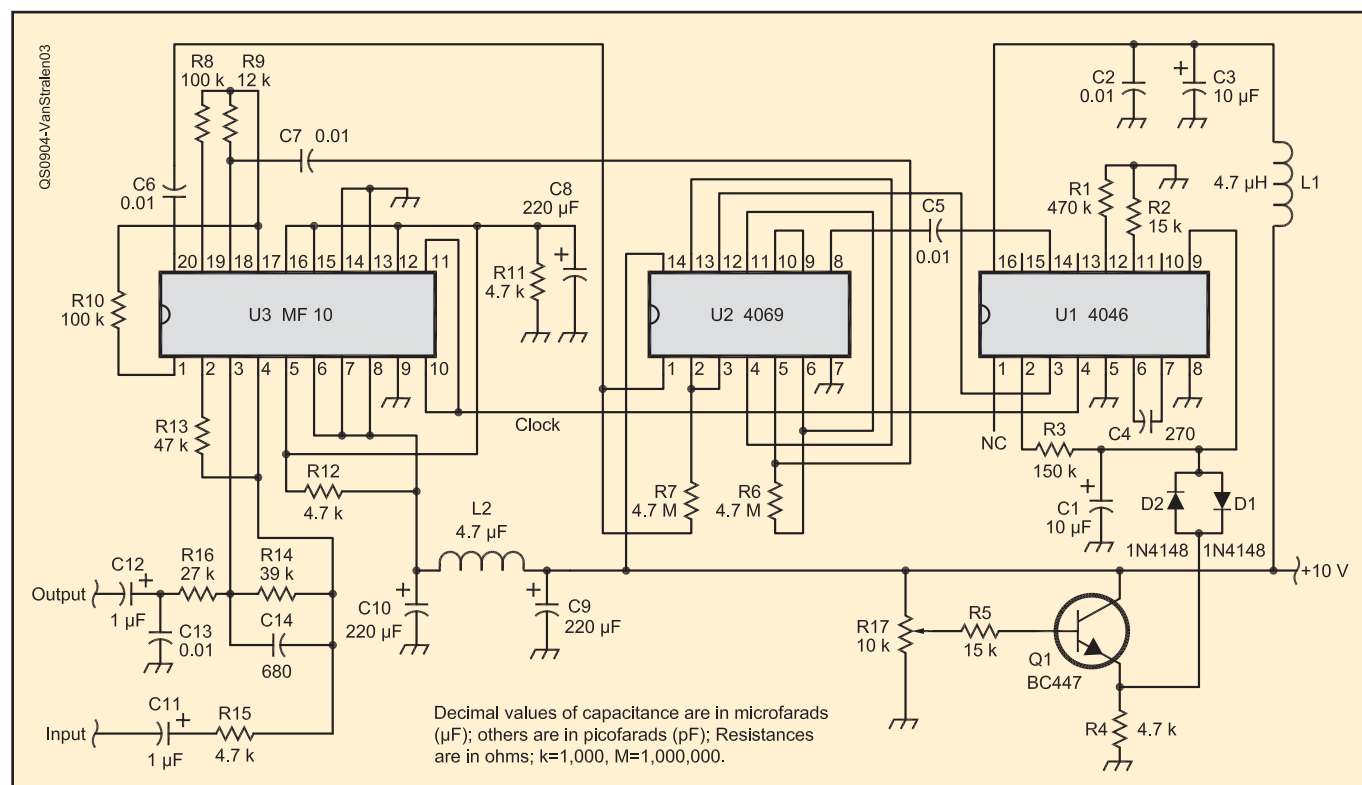 QS0904-VanStralen03
R8
100 k
R9
12 k
C7 0.01
C6
0.01
C8
220 µF
R11
4.7 k
R10
100 k
20 19 18 17 16 15 14 13 12 11
U3 MF 10
1 2 3 4 5 6 7 8 9 10
14 13 12 11 10 9 8
U2 4069
1 2 3 4 5 6 7
C5
0.01
C2
0.01
C3
10 µF
4.7 µH
L1
R1
470 k
R2
15 k
16 15 14 13 12 11 10 9
U1 4046
1 2 3 4 5 6 7 8
Clock
NC
C4
270
R3
150 k
C1
10 µF
D2
D1
1N4148
1N4148
R13
47 k
R12
4.7 k
R7
4.7 M
R6
4.7 M
L2
4.7 µF
C12
1 µF
Output
R16
27 k
R14
39 k
C13
0.01
C14
680
C10
220 µF
C9
220 µF
+10 V
R17
10 k
R5
15 k
Q1
BC447
R4
4.7 k
C11
1 µF
Input
R15
4.7 k
Decimal values of capacitance are in microfarads
(µF); others are in picofarads (pF); Resistances
are in ohms; k=1,000, M=1,000,000.